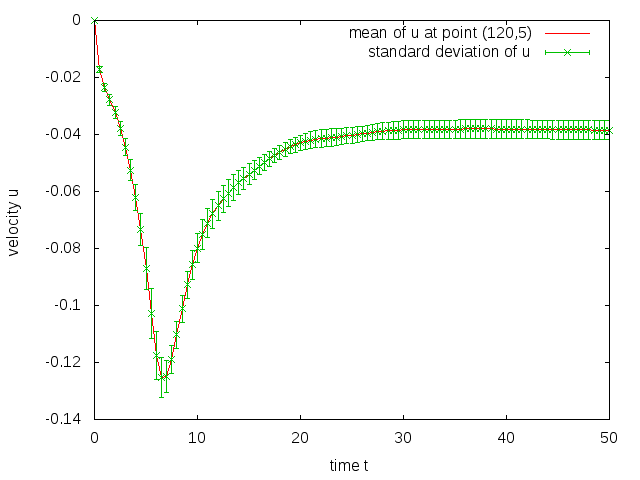 mean of u at point (120,5)
standard deviation of u
0
-0.02
-0.04
-0.06
-0.08
-0.1
-0.12
-0.14
velocity u
0 10 20 30 40 50
time t